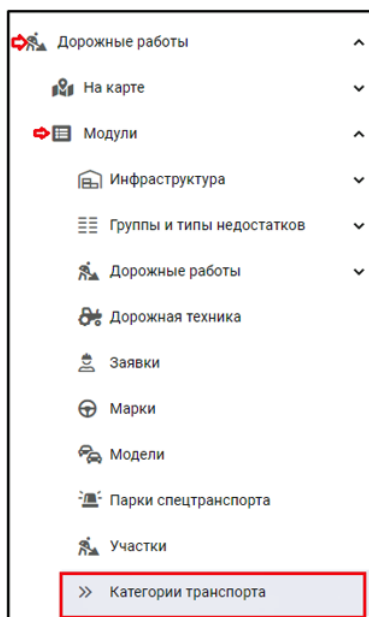 Дорожные работы
На карте
Модули
Инфраструктура
Группы и типы недостатков
Дорожные работы
Дорожная техника
Заявки
Марки
Модели
Парки спецтранспорта
Участки
Категории транспорта